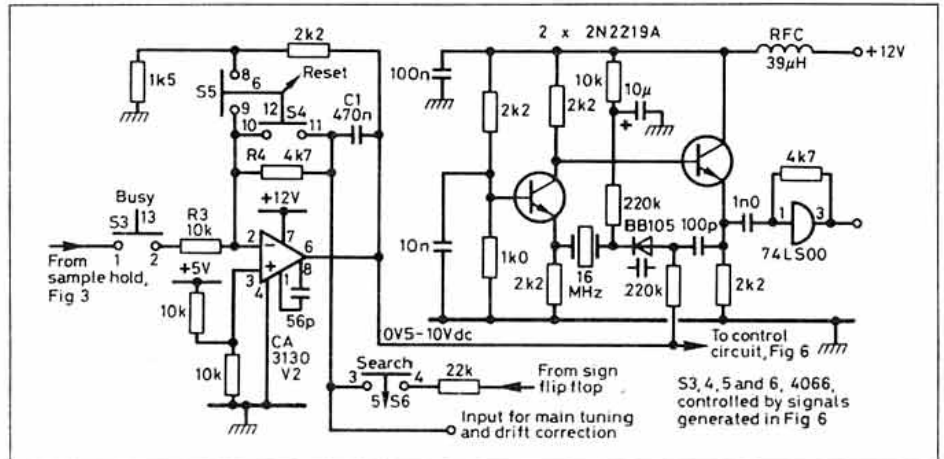 2 x 2N2219A
RFC
39μH
+12V
2k2
100n
10k
10μ
+
1k5
8
6
S5
9
Reset
12
S4
10
11
C1
470n
2k2
2k2
R4
4k7
4k7
Busy
13
S3
1
2
R3
10k
+12V
7
2
−
6
+
3
4
1
8
56p
From
sample hold,
Fig 3
+5V
10k
10k
CA
3130
V2
10n
1k0
2k2
16
MHz
220k
BB105
100p
220k
1n0
1
3
74LS00
2k2
0V5-10Vdc
To control
circuit, Fig 6
Search
3
4
22k
5
S6
From sign
flip flop
Input for main tuning
and drift correction
S3,4,5 and 6, 4066,
controlled by signals
generated in Fig 6